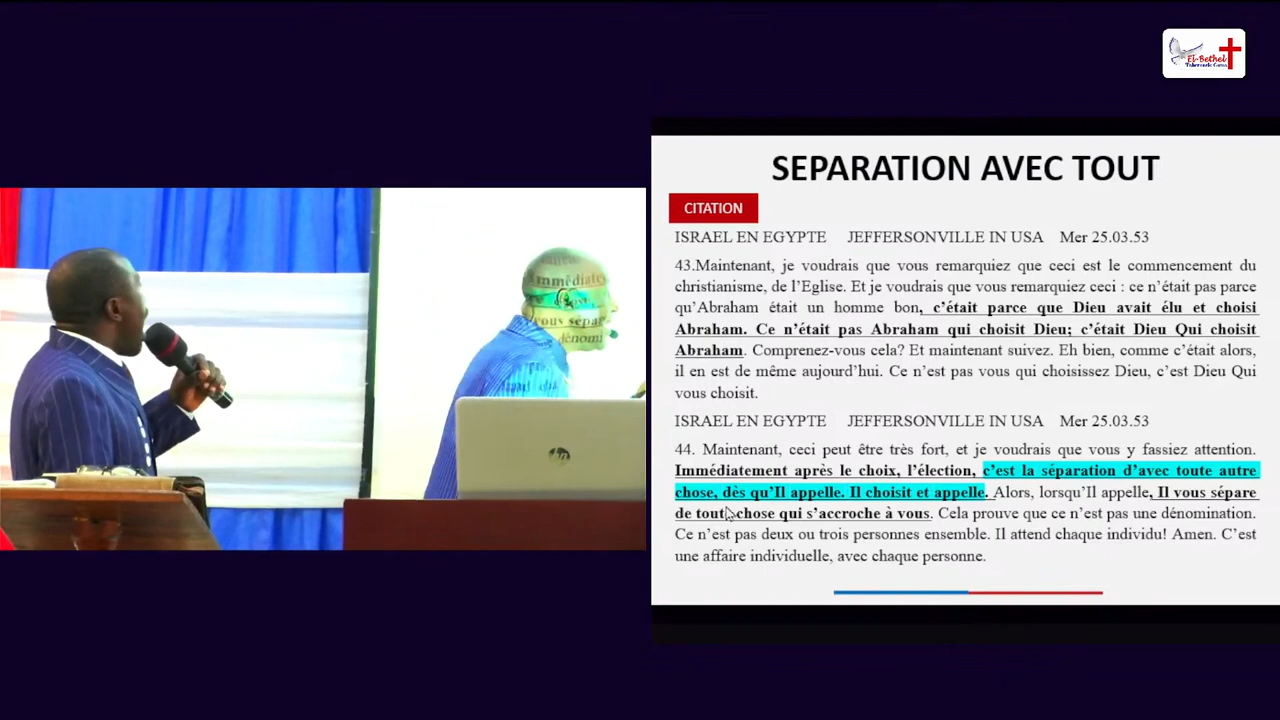 El-Bethel
SEPARATION AVEC TOUT
CITATION
ISRAEL EN EGYPTE JEFFERSONVILLE IN USA Mer 25.03.53
43.Maintenant, je voudrais que vous remarquiez que ceci est le commencement du
christianisme, de l’Eglise. Et je voudrais que vous remarquiez ceci : ce n’était pas parce
qu’Abraham était un homme bon, c’était parce que Dieu avait élu et choisi
Abraham. Ce n’était pas Abraham qui choisit Dieu; c’était Dieu Qui choisit
Abraham. Comprenez-vous cela? Et maintenant suivez. Eh bien, comme c’était alors,
il en est de même aujourd’hui. Ce n’est pas vous qui choisissez Dieu, c’est Dieu Qui
vous choisit.
ISRAEL EN EGYPTE JEFFERSONVILLE IN USA Mer 25.03.53
44. Maintenant, ceci peut être très fort, et je voudrais que vous y fassiez attention.
Immédiatement après le choix, l’élection, c’est la séparation d’avec toute autre
chose, dès qu’Il appelle. Il choisit et appelle. Alors, lorsqu’Il appelle, Il vous sépare
de tout chose qui s’accroche à vous. Cela prouve que ce n’est pas une dénomination.
Ce n’est pas deux ou trois personnes ensemble. Il attend chaque individu! Amen. C’est
une affaire individuelle, avec chaque personne.
immédiate
vous sépar
dénomi
hp